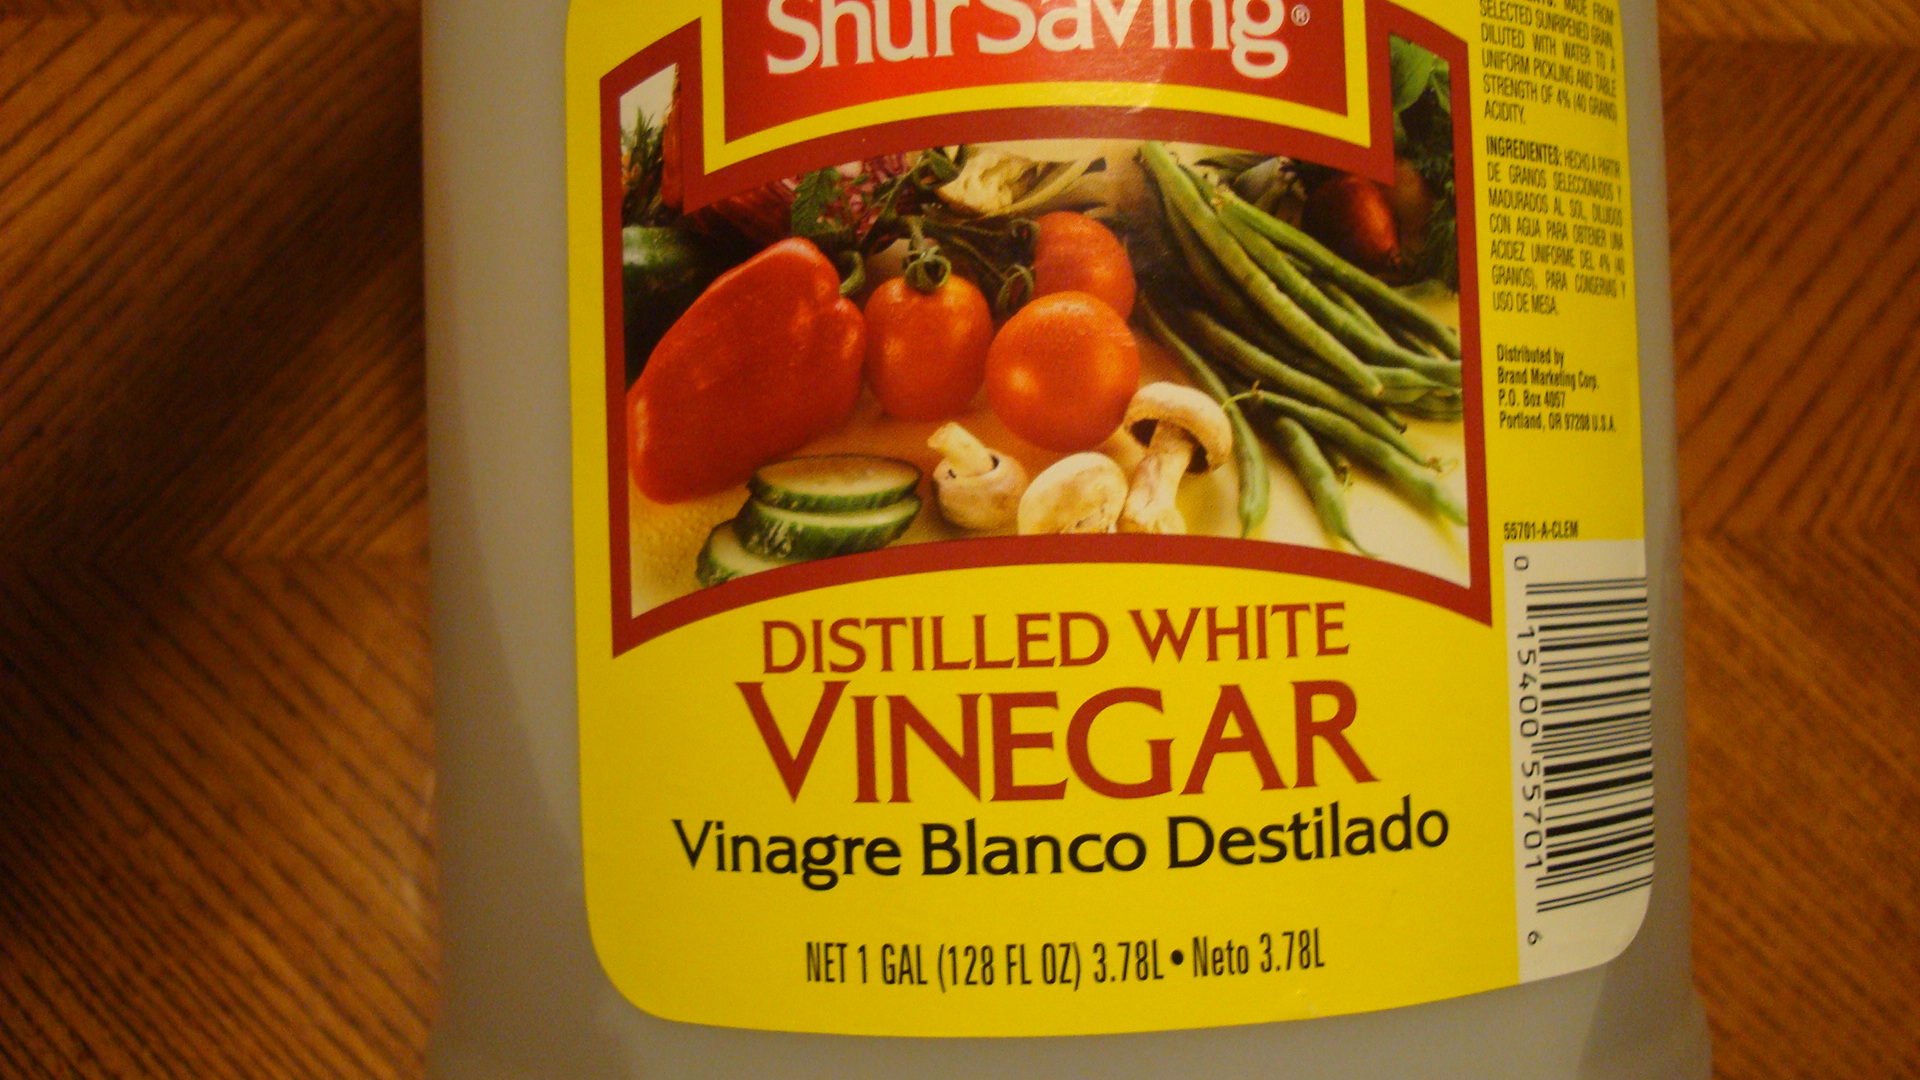 ShurSaving®
DISTILLED WHITE
VINEGAR
Vinagre Blanco Destilado
NET 1 GAL (128 FL OZ) 3.78L • Neto 3.78L
MADE FROM
SELECTED SUNRIPENED GRAIN,
DILUTED WITH WATER TO A
UNIFORM PICKLING AND TABLE
STRENGTH OF 4% (40 GRAIN)
ACIDITY.
INGREDIENTES: HECHO A PARTIR
DE GRANOS SELECCIONADOS Y
MADURADOS AL SOL, DILUIDOS
CON AGUA PARA OBTENER UNA
ACIDEZ UNIFORME DEL 4% (40
GRANOS), PARA CONSERVAS Y
USO DE MESA.
Distributed by
Brand Marketing Corp.
P.O. Box 4057
Portland, OR 97208 U.S.A.
55701-A-CLEM
0 15400 55701 6